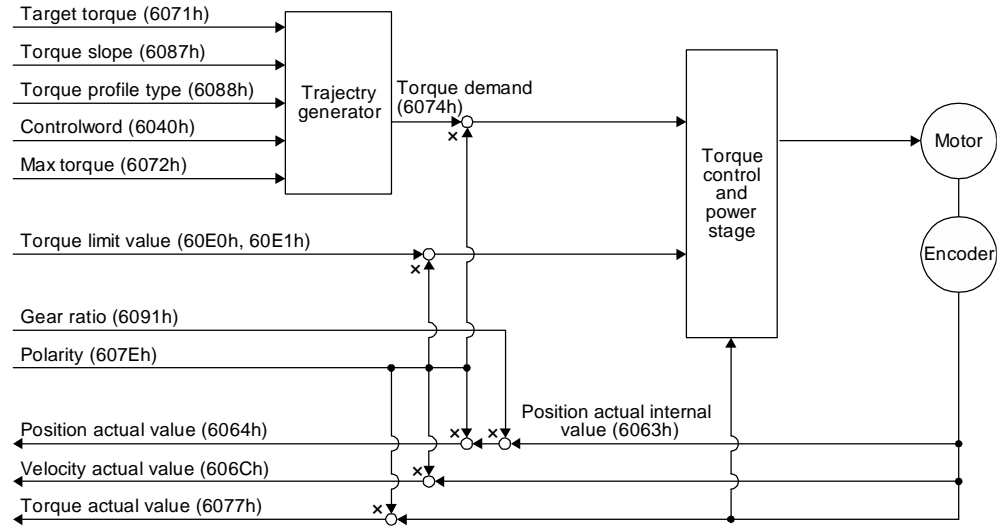 Target torque (6071h)
Torque slope (6087h)
Torque profile type (6088h)
Controlword (6040h)
Max torque (6072h)
Trajectry
generator
Torque demand
(6074h)
×
Torque
control
and
power
stage
Motor
Encoder
Torque limit value (60E0h, 60E1h)
×
Gear ratio (6091h)
Polarity (607Eh)
Position actual internal
value (6063h)
Position actual value (6064h)
×
×
Velocity actual value (606Ch)
×
Torque actual value (6077h)
×